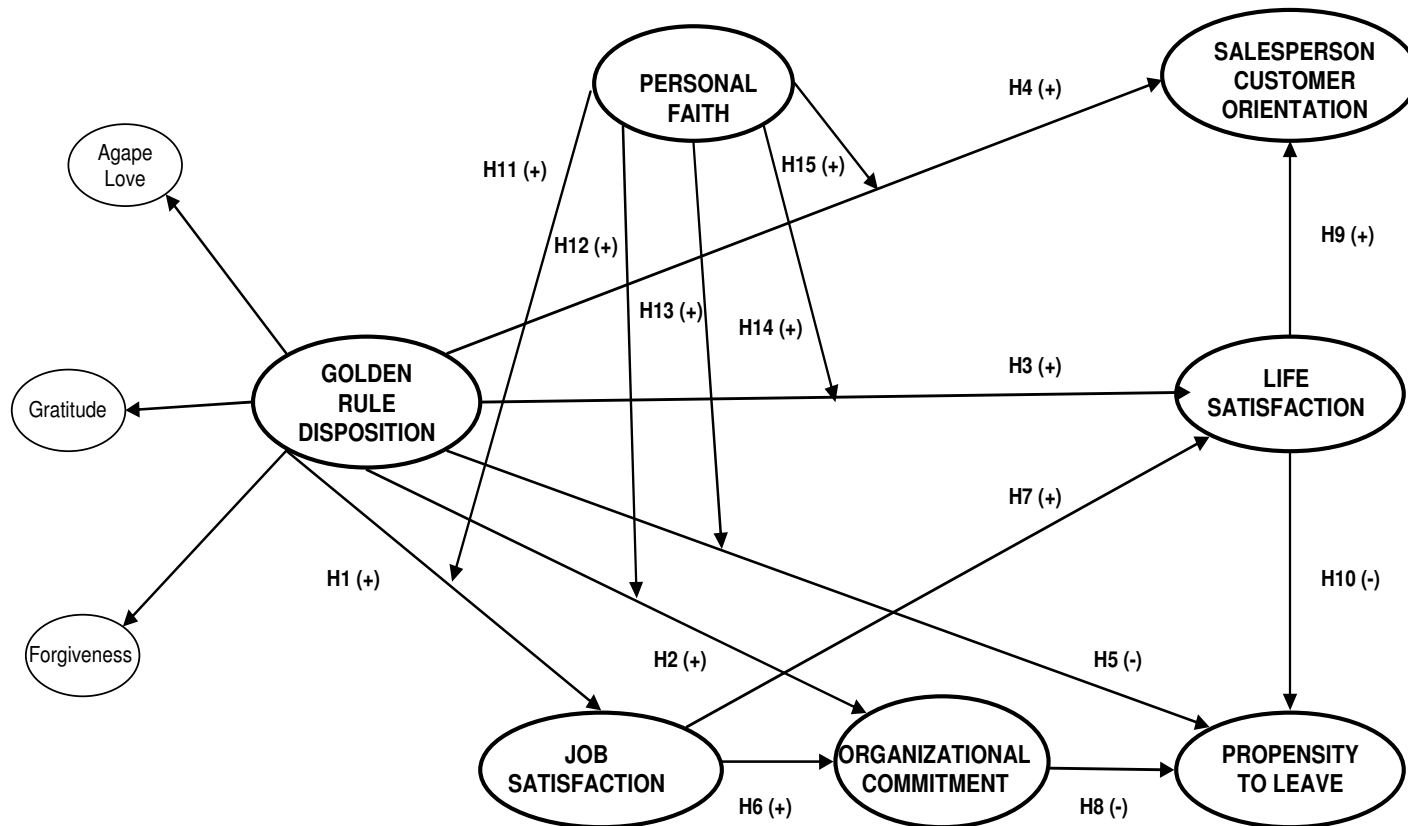 PERSONAL
FAITH
SALESPERSON
CUSTOMER
ORIENTATION
H4 (+)
Agape
Love
H11 (+)
H15 (+)
H12 (+)
H9 (+)
H13 (+)
H14 (+)
GOLDEN
RULE
DISPOSITION
H3 (+)
LIFE
SATISFACTION
Gratitude
H7 (+)
H1 (+)
H10 (-)
Forgiveness
H2 (+)
H5 (-)
JOB
SATISFACTION
ORGANIZATIONAL
COMMITMENT
PROPENSITY
TO LEAVE
H6 (+)
H8 (-)